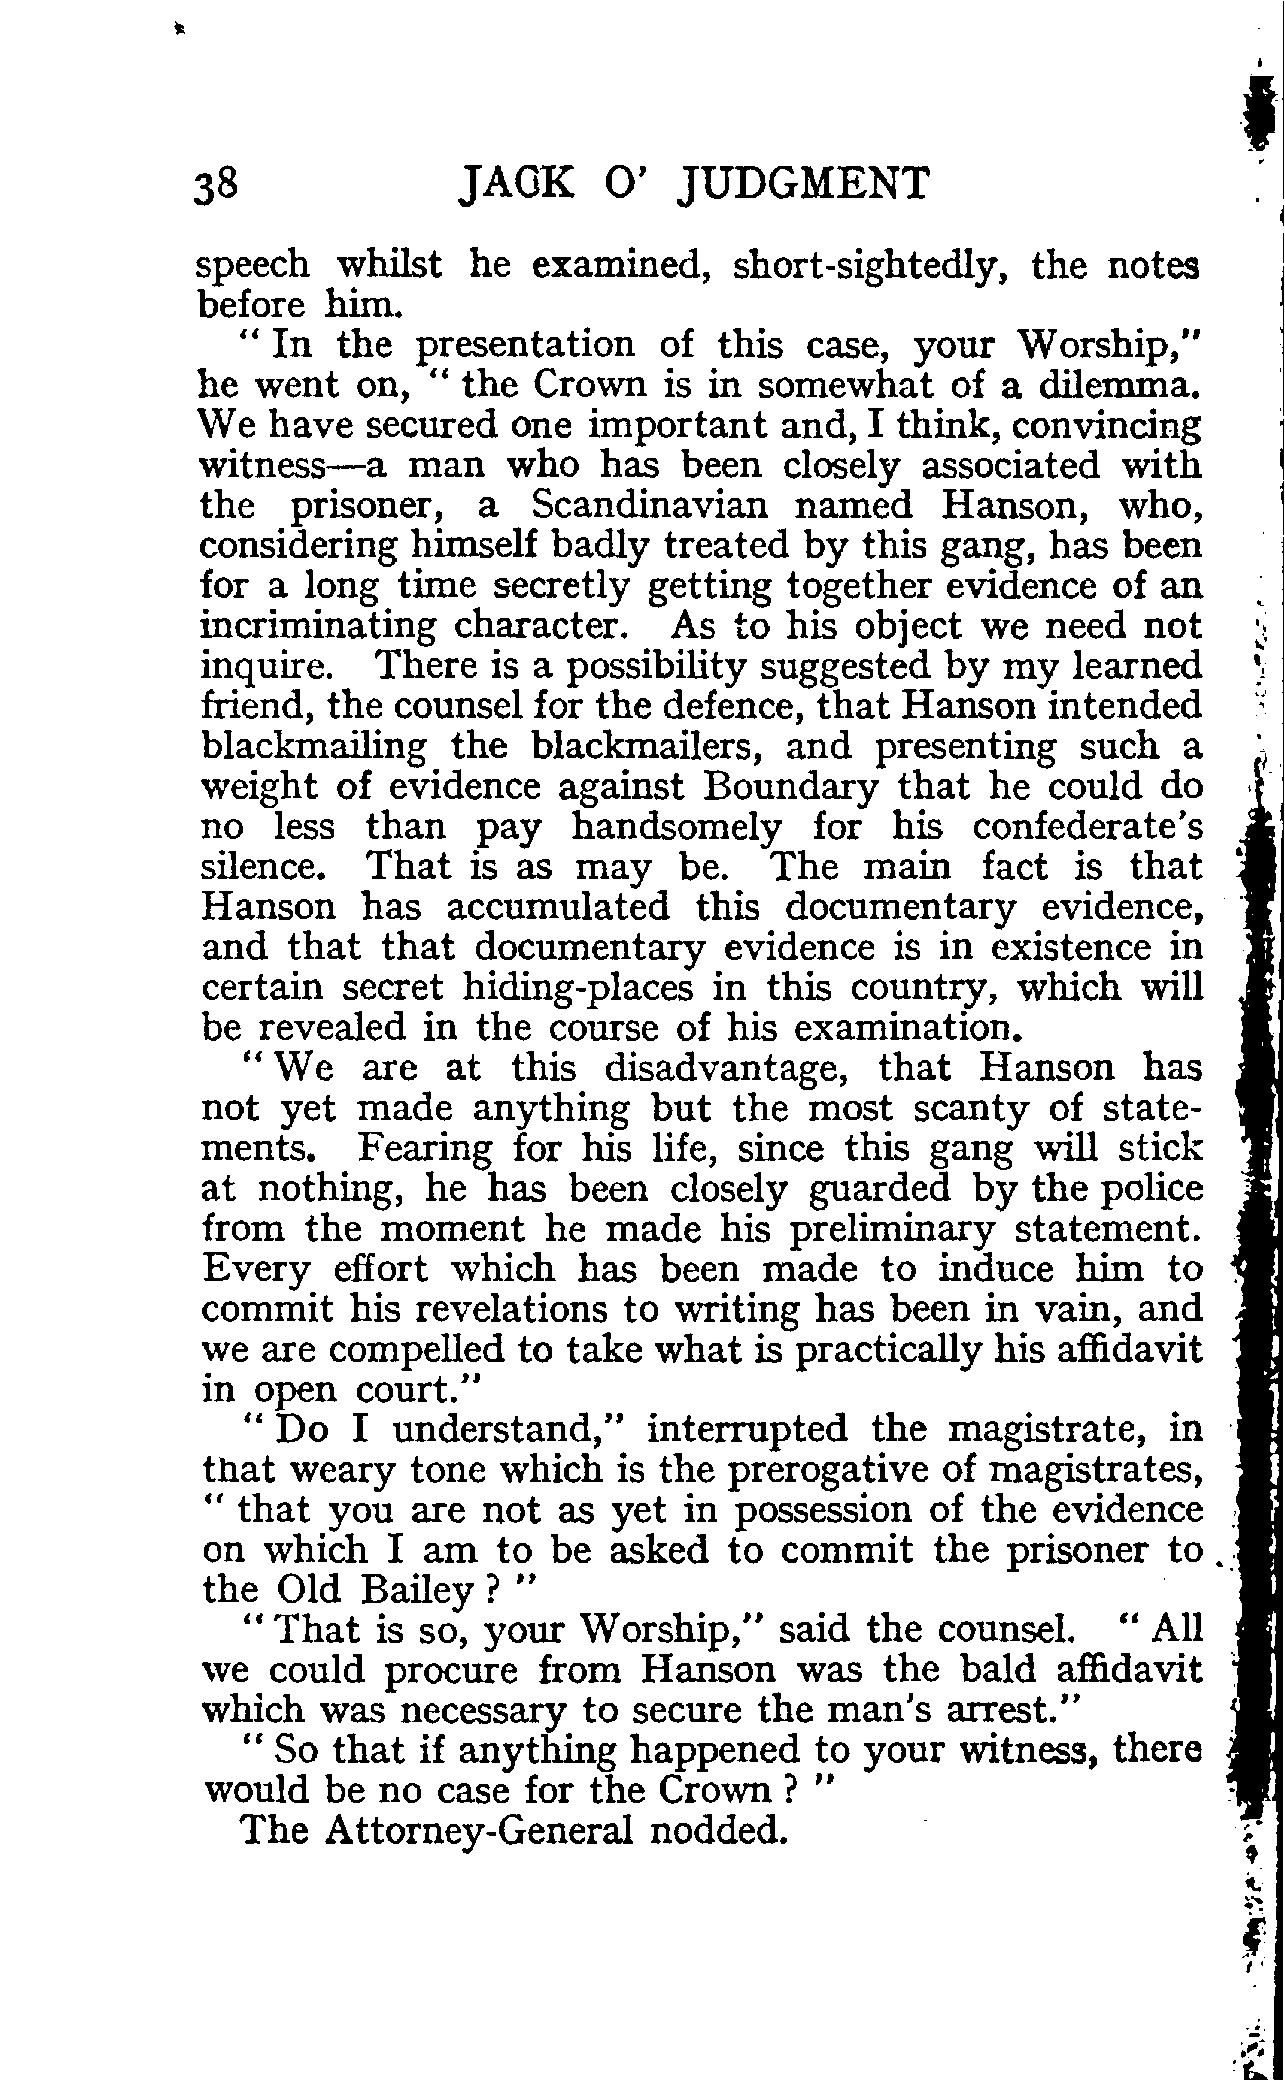 38 JACK O' JUDGMENT
speech whilst he examined, short-sightedly, the notes
before him.
" In the presentation of this case, your Worship,"
he went on, " the Crown is in somewhat of a dilemma.
We have secured one important and, I think, convincing
witness—a man who has been closely associated with
the prisoner, a Scandinavian named Hanson, who,
considering himself badly treated by this gang, has been
for a long time secretly getting together evidence of an
incriminating character. As to his object we need not
inquire. There is a possibility suggested by my learned
friend, the counsel for the defence, that Hanson intended
blackmailing the blackmailers, and presenting such a
weight of evidence against Boundary that he could do
no less than pay handsomely for his confederate's
silence. That is as may be. The main fact is that
Hanson has accumulated this documentary evidence,
and that that documentary evidence is in existence in
certain secret hiding-places in this country, which will
be revealed in the course of his examination.
" We are at this disadvantage, that Hanson has
not yet made anything but the most scanty of state-
ments. Fearing for his life, since this gang will stick
at nothing, he has been closely guarded by the police
from the moment he made his preliminary statement.
Every effort which has been made to induce him to
commit his revelations to writing has been in vain, and
we are compelled to take what is practically his affidavit
in open court."
" Do I understand," interrupted the magistrate, in
that weary tone which is the prerogative of magistrates,
" that you are not as yet in possession of the evidence
on which I am to be asked to commit the prisoner to
the Old Bailey ? "
" That is so, your Worship," said the counsel. " All
we could procure from Hanson was the bald affidavit
which was necessary to secure the man's arrest."
" So that if anything happened to your witness, there
would be no case for the Crown ? "
The Attorney-General nodded.